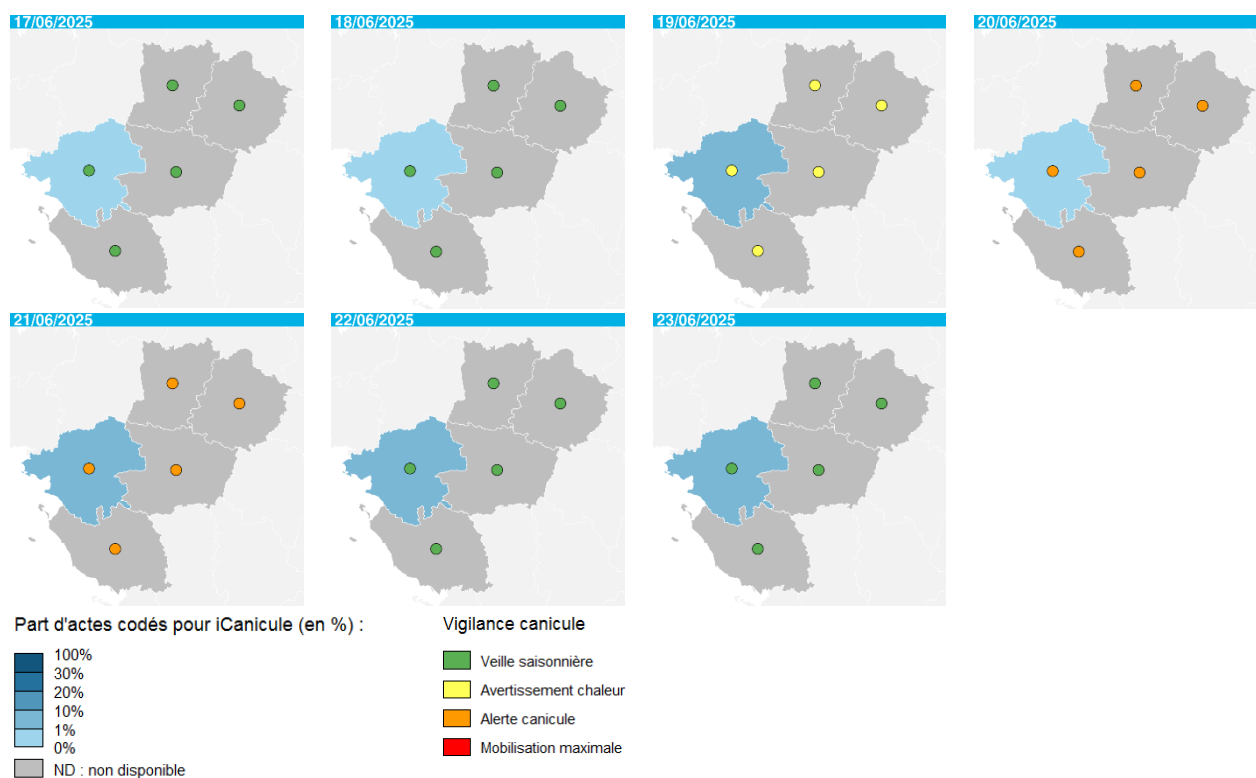 17/06/2025
18/06/2025
19/06/2025
20/06/2025
21/06/2025
22/06/2025
23/06/2025
Part d'actes codés pour iCanicule (en %) :
100%
30%
20%
10%
1%
0%
ND : non disponible
Vigilance canicule
Veille saisonnière
Avertissement chaleur
Alerte canicule
Mobilisation maximale